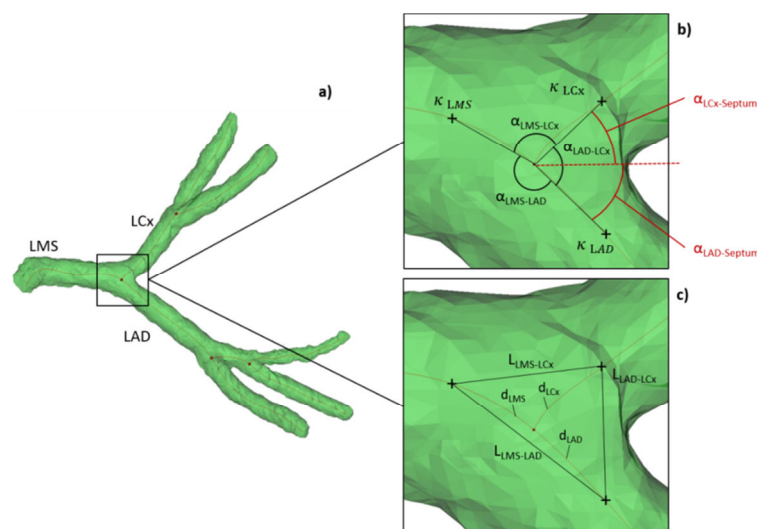 a)
LCx
LMS
LAD
b)
κ LCx
κ LMS
αLCx-Septum
αLMS-LCx
αLAD-LCx
αLMS-LAD
κ LAD
αLAD-Septum
c)
LLMS-LCx
LLAD-LCx
dLCx
dLMS
dLAD
LLMS-LAD